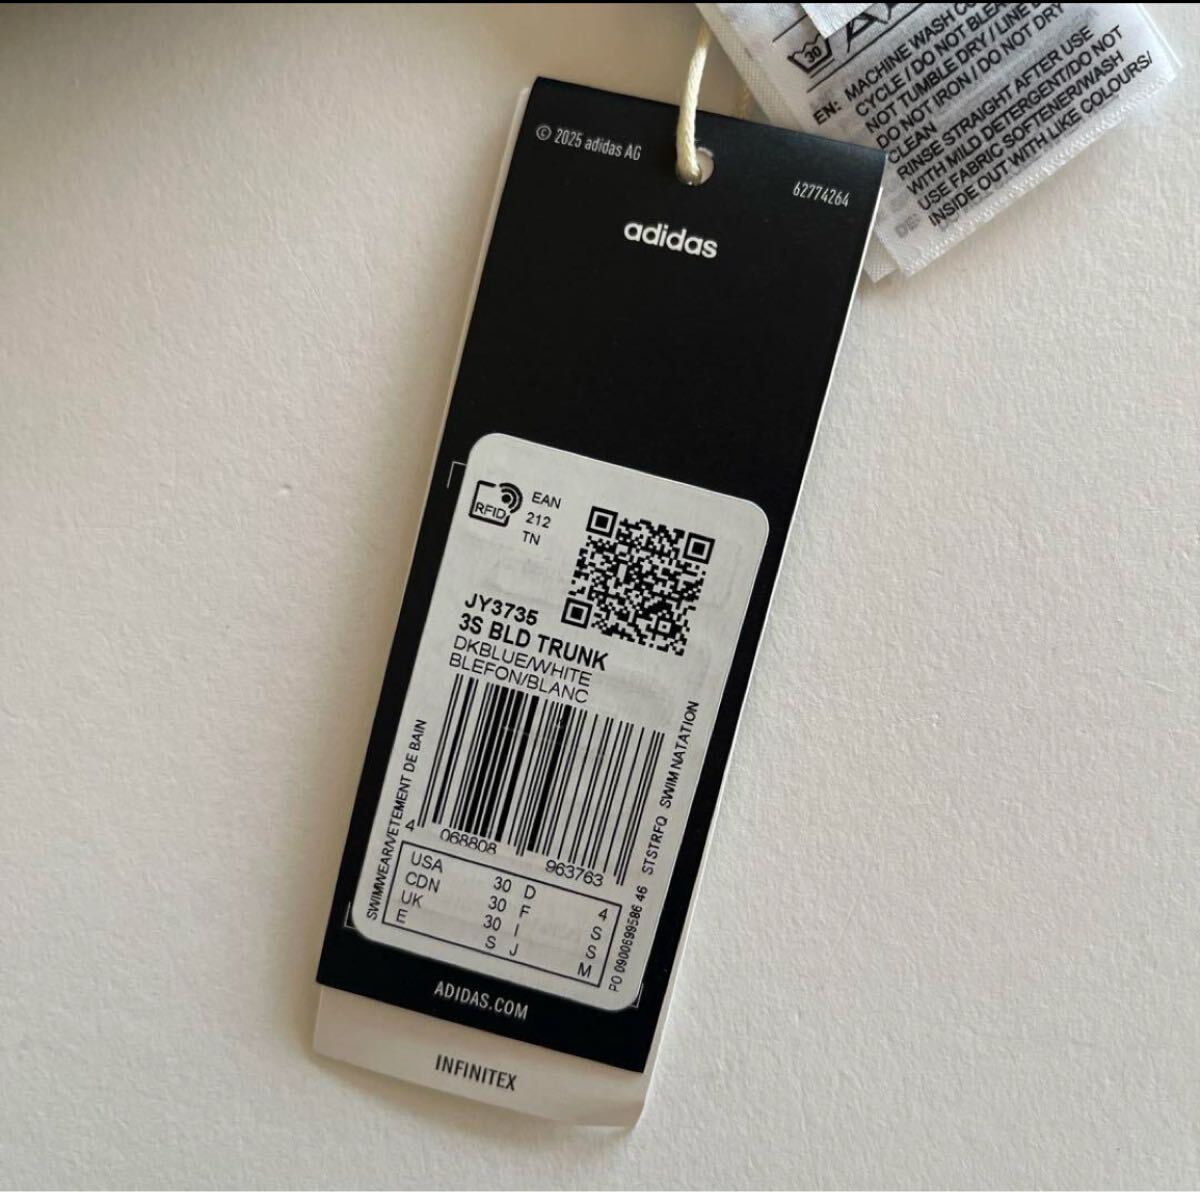 30
EN: MACHINE WASH
CYCLE / DO NOT BLEA
NOT TUMBLE DRY / LINE
DO NOT IRON / DO NOT DRY
CLEAN
RINSE STRAIGHT AFTER USE
WITH MILD DETERGENT/DO NOT
USE FABRIC SOFTENER/WASH
INSIDE OUT WITH LIKE COLOURS/
DE:
© 2025 adidas AG
62774264
adidas
RFID
EAN
212
TN
JY3735
3S BLD TRUNK
DKBLUE/WHITE
BLEFON/BLANC
SWIMWEAR/VETEMENT DE BAIN
4 068808 963763
PO 0900699586 46 STSTRFQ SWIM NATATION
USA 30 D 4
CDN 30 F S
UK 30 I S
E S J M
ADIDAS.COM
INFINITEX